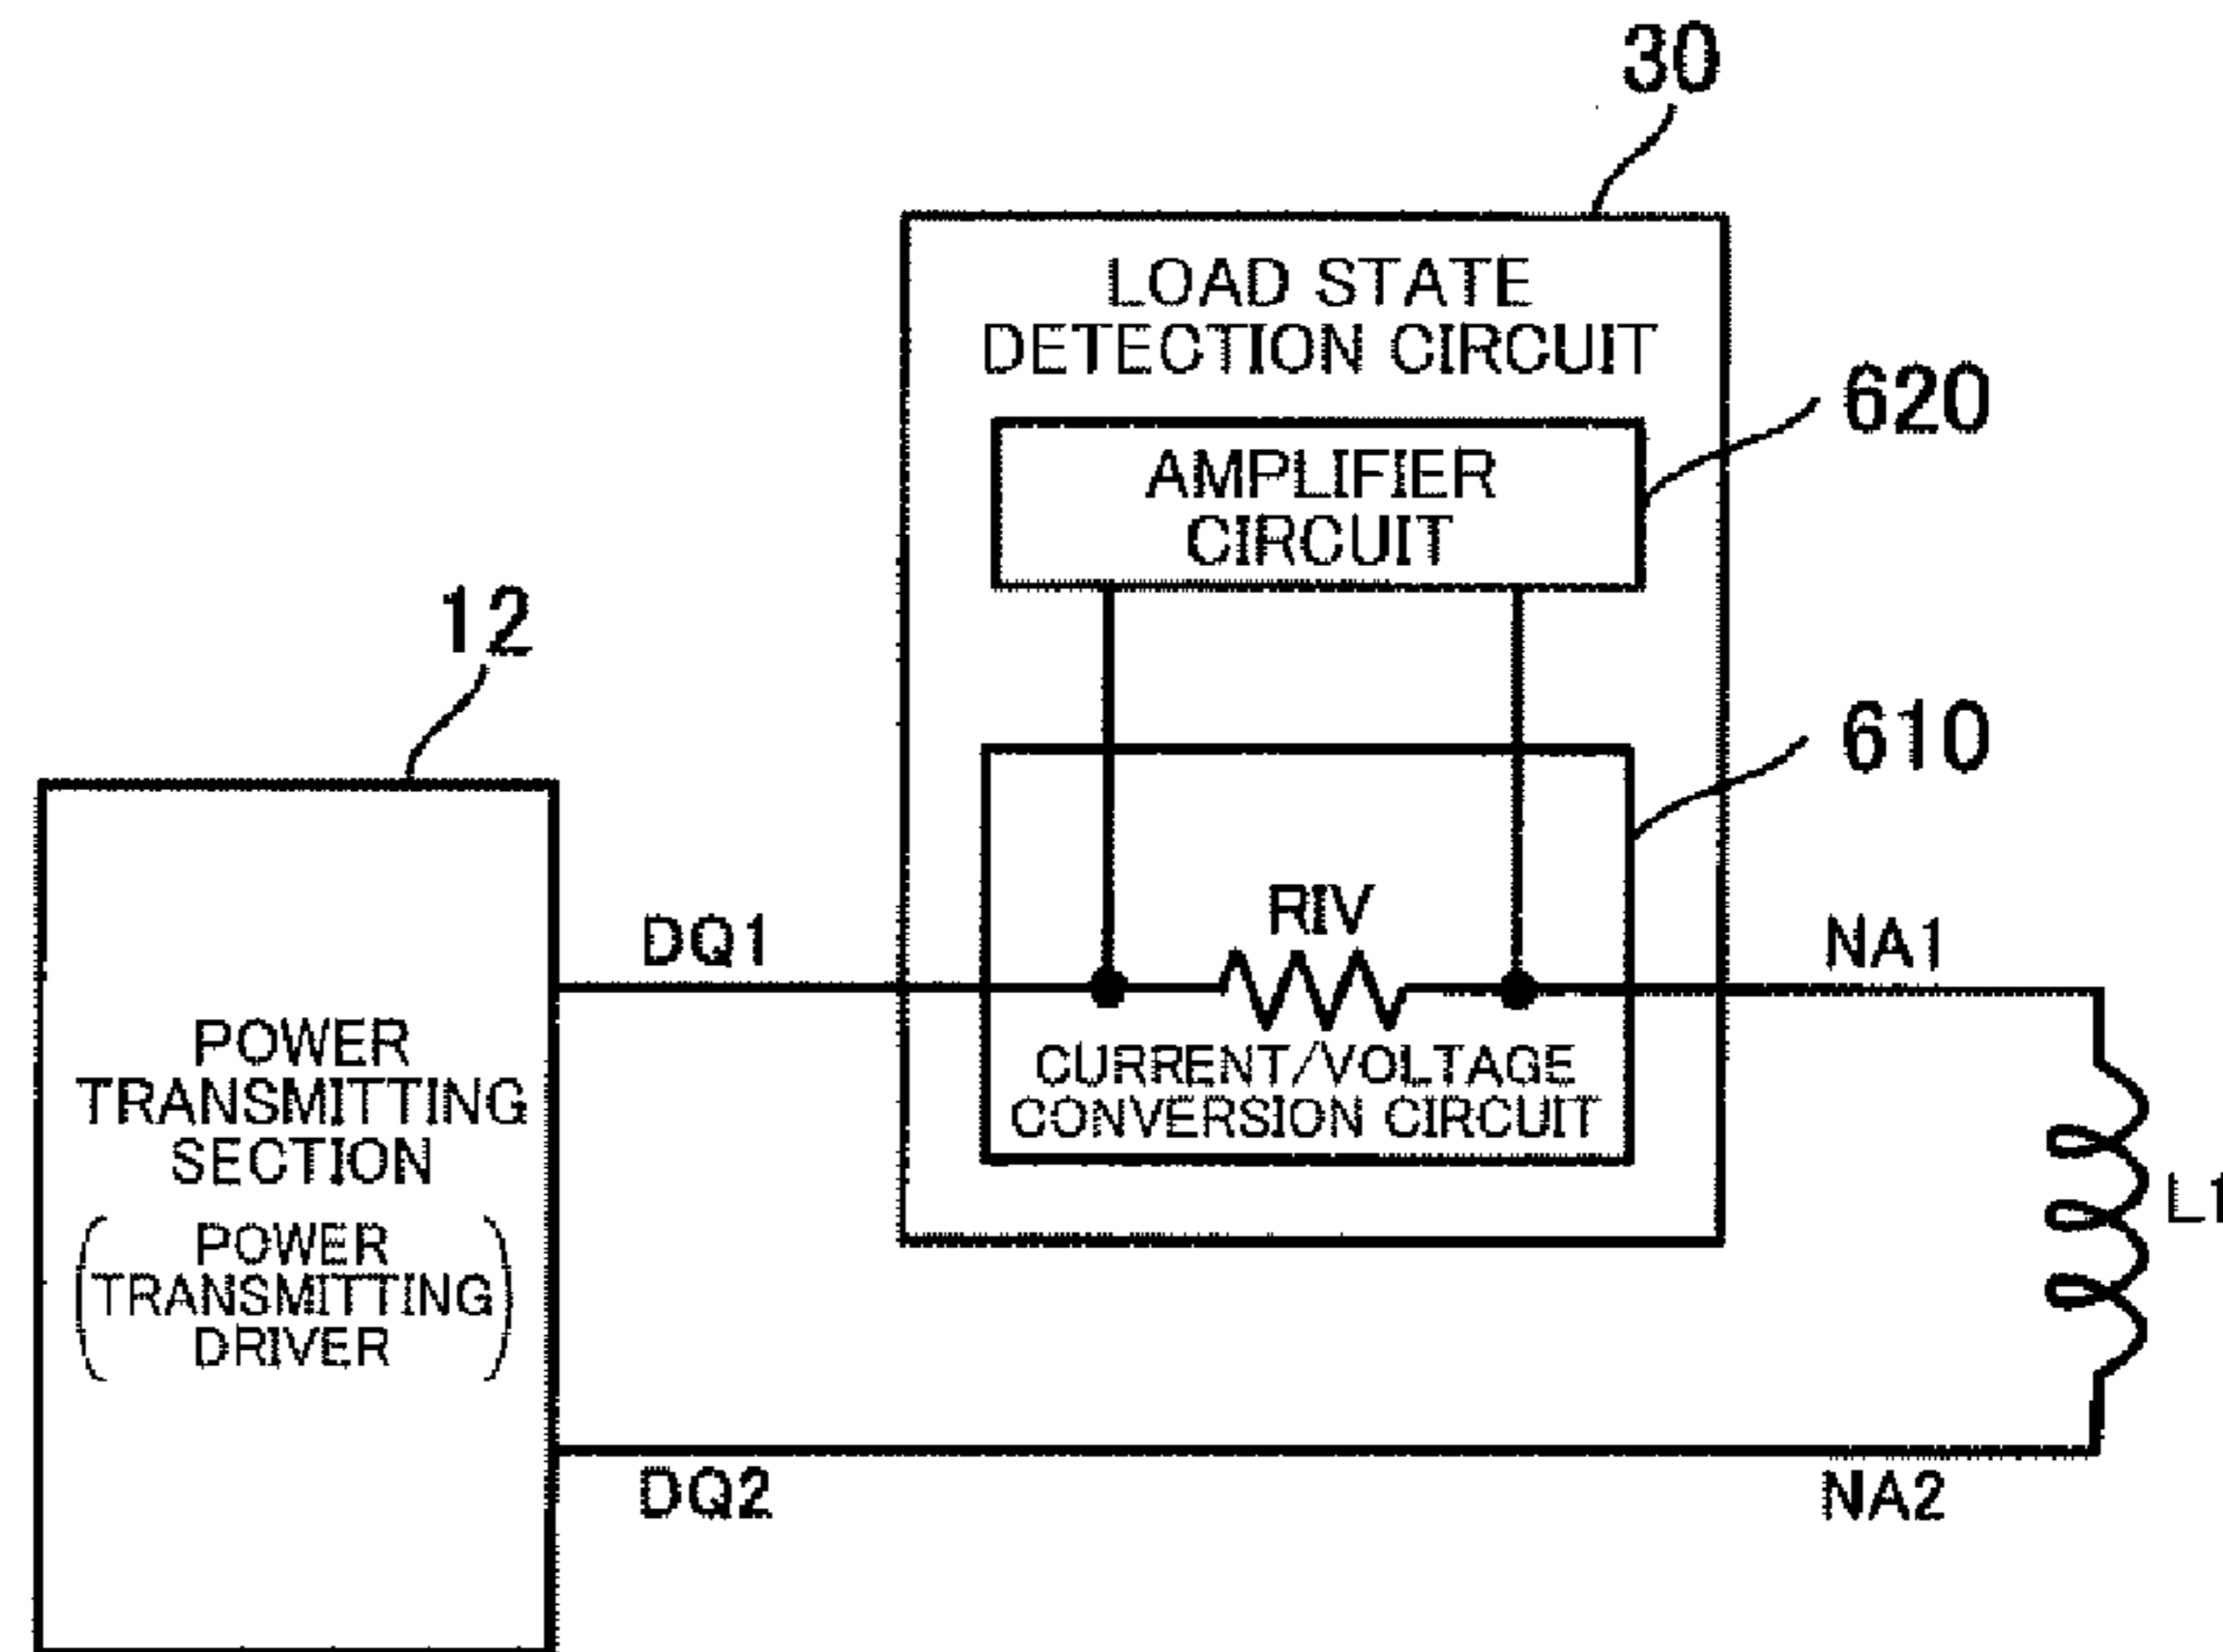 30
LOAD STATE
DETECTION CIRCUIT
620
AMPLIFIER
CIRCUIT
12
610
DQ1
RIV
NA1
CURRENT/VOLTAGE
CONVERSION CIRCUIT
POWER
TRANSMITTING
SECTION
POWER
TRANSMITTING
DRIVER
L1
DQ2
NA2